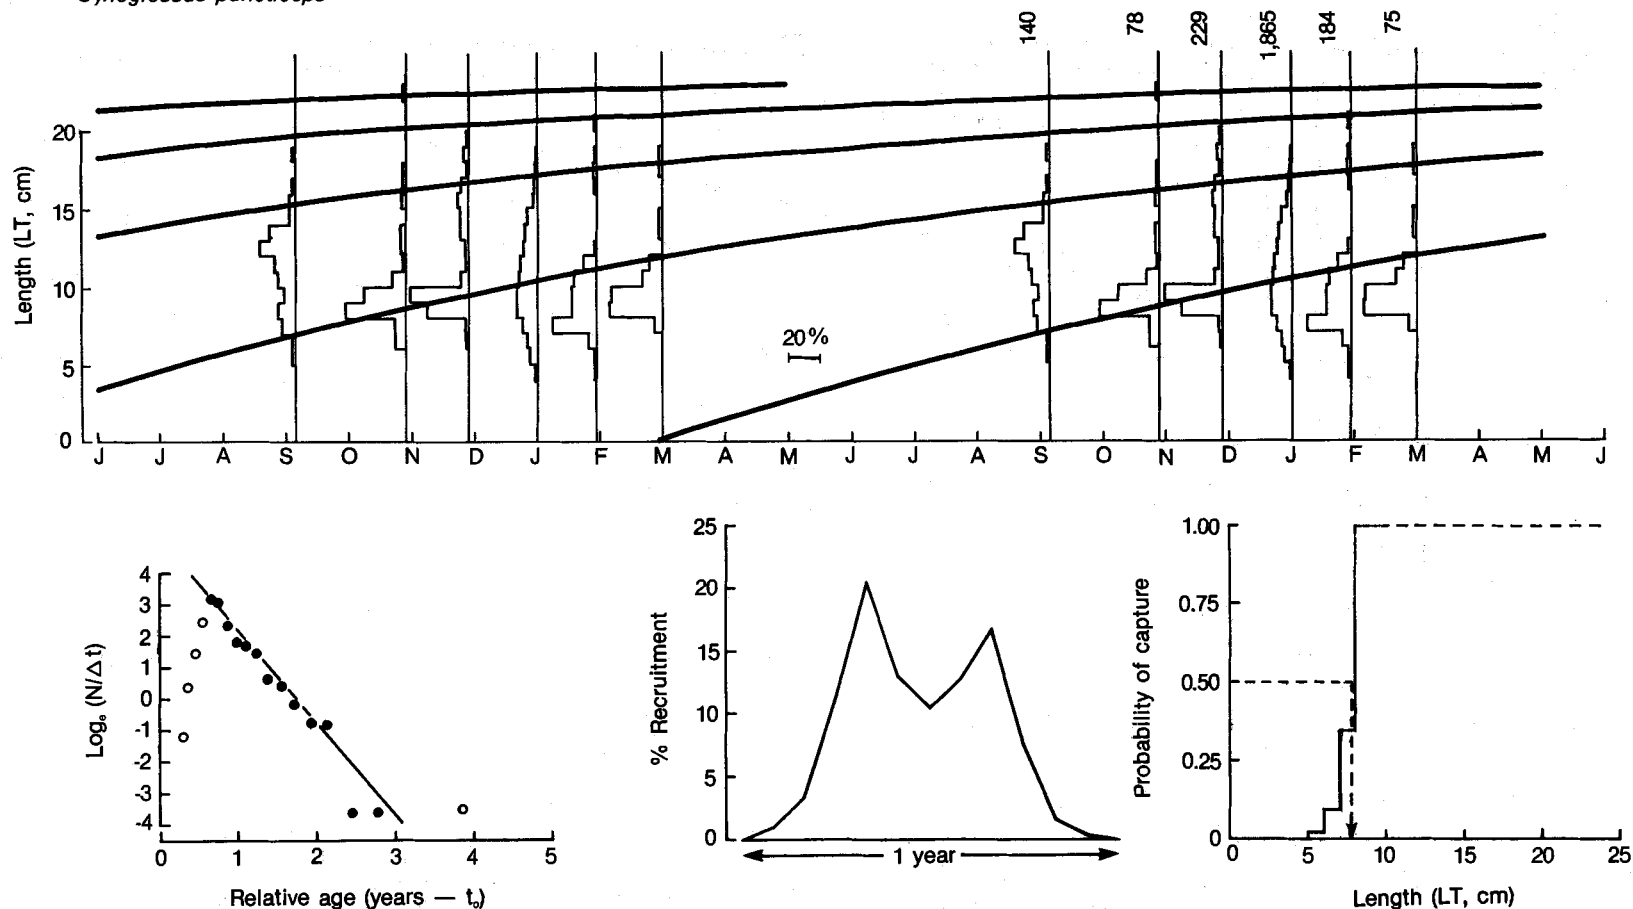 Cynoglossus puncticeps
140 78 229 1,865 184 75
Length (LT, cm)
20
15
10
5
0
20%
J J A S O N D J F M A M J J A S O N D J F M A M J
Logₑ (N/Δt)
4
3
2
1
0
-1
-2
-3
-4
0 1 2 3 4 5
Relative age (years — t₀)
% Recruitment
25
20
15
10
5
0
1 year
Probability of capture
1.00
0.75
0.50
0.25
0
0 5 10 15 20 25
Length (LT, cm)